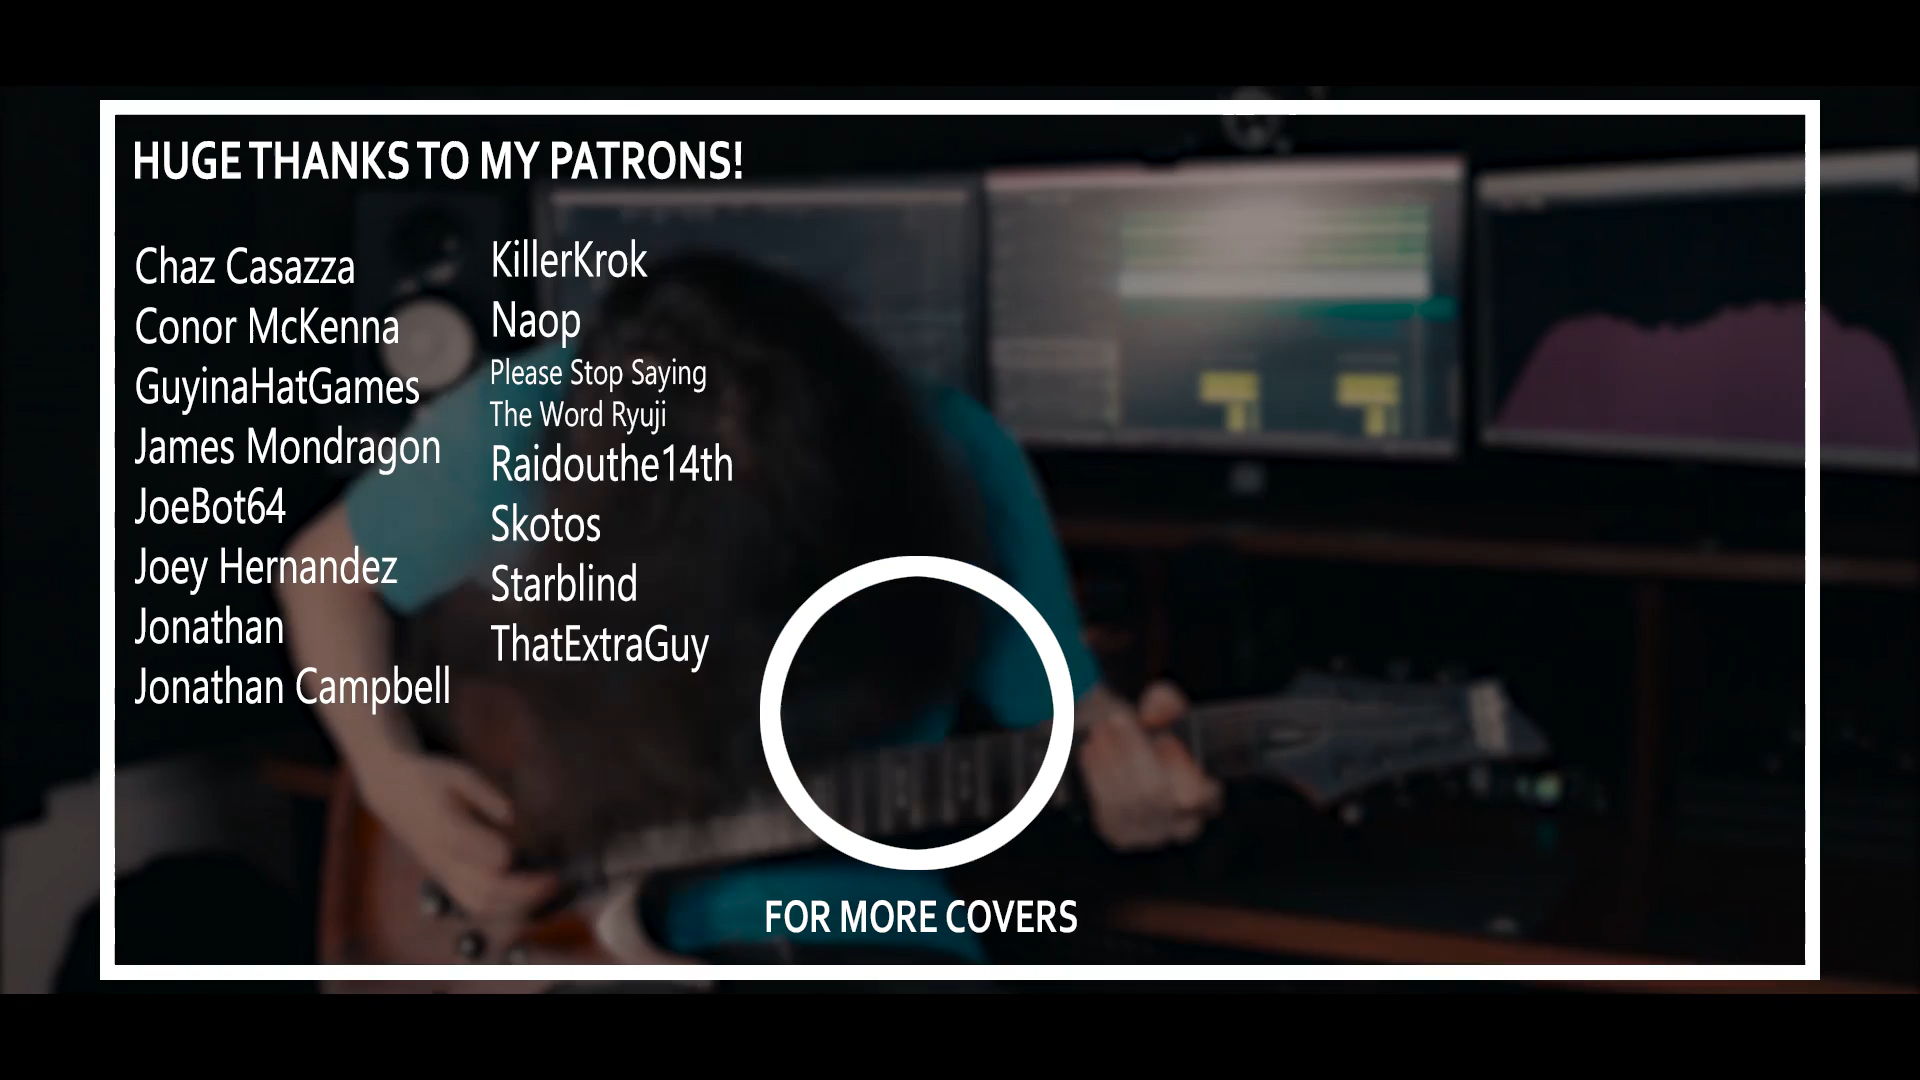 HUGE THANKS TO MY PATRONS!
Chaz Casazza
Conor McKenna
GuyinaHatGames
James Mondragon
JoeBot64
Joey Hernandez
Jonathan
Jonathan Campbell
KillerKrok
Naop
Please Stop Saying
The Word Ryuji
Raidouthe14th
Skotos
Starblind
ThatExtraGuy
FOR MORE COVERS